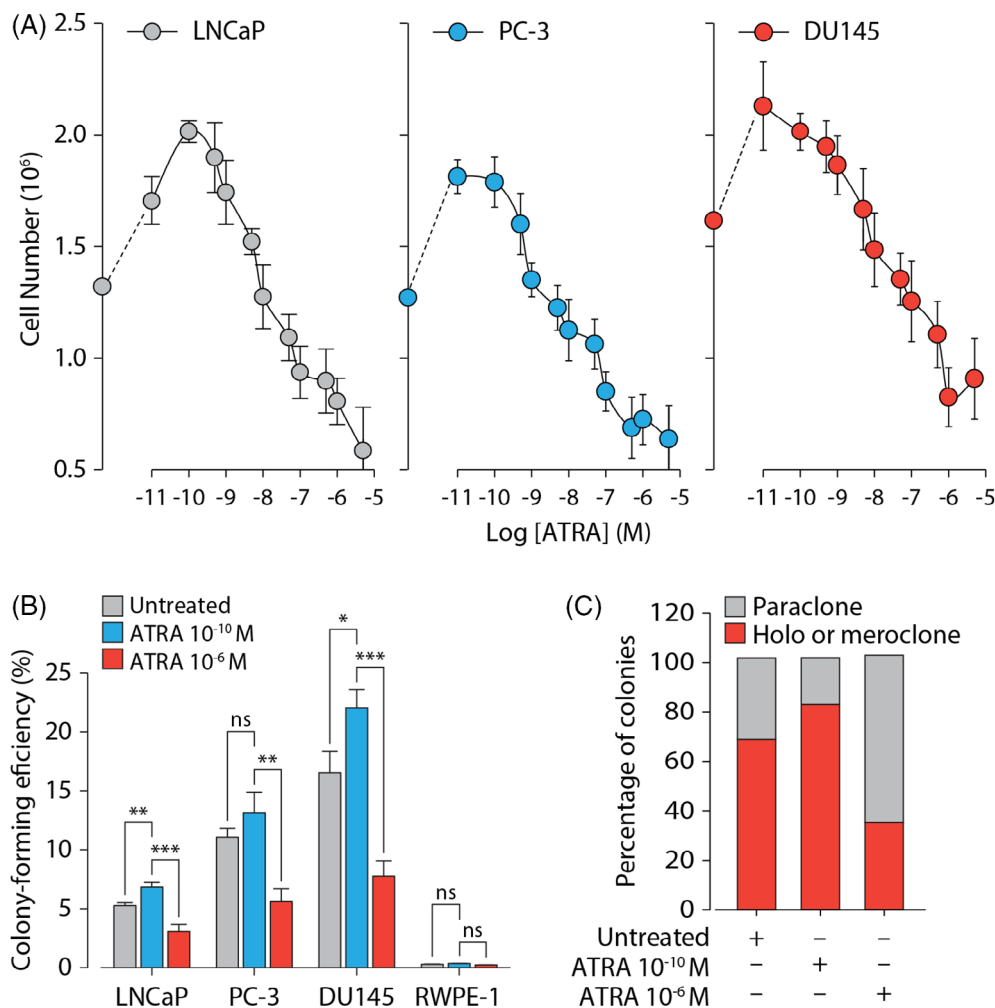 (A)
LNCaP
PC-3
DU145
Cell Number (10⁶)
2.5
2.0
1.5
1.0
0.5
-11 -10 -9 -8 -7 -6 -5
-11 -10 -9 -8 -7 -6 -5
-11 -10 -9 -8 -7 -6 -5
Log [ATRA] (M)
(B)
Untreated
ATRA 10⁻¹⁰ M
ATRA 10⁻⁶ M
Colony-forming eficiency (%)
25
20
15
10
5
0
** *** ns ** * *** ns ns
LNCaP PC-3 DU145 RWPE-1
(C)
Paraclone
Holo or meroclone
Percentage of colonies
120
100
80
60
40
20
0
Untreated + – –
ATRA 10⁻¹⁰ M – + –
ATRA 10⁻⁶ M – – +